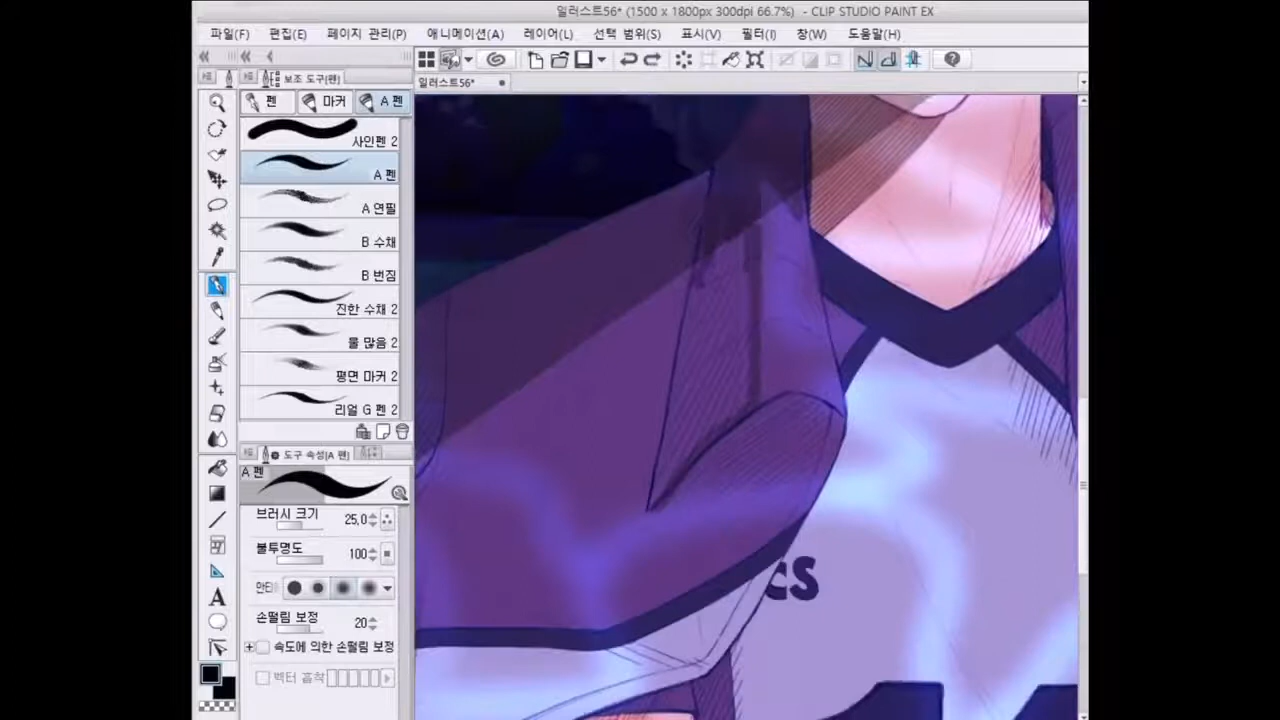 일러스트56* (1500 x 1800px 300dpi 66.7%) - CLIP STUDIO PAINT EX
파일(F) 편집(E) 페이지 관리(P) 애니메이션(A) 레이어(L) 선택 범위(S) 표시(V) 필터(I) 창(W) 도움말(H)
보조 도구(펜)
일러스트56*
펜 마커 A 펜
사인펜 2
A 펜
A 연필
B 수채
B 번짐
진한 수채 2
올 많음 2
평면 마커 2
리얼 G 펜 2
도구 속성(A 펜)
A 펜
브러시 크기 25.0
불투명도 100
안티
손떨림 보정 20
속도에 의한 손떨림 보정
벡터 흡착
cs